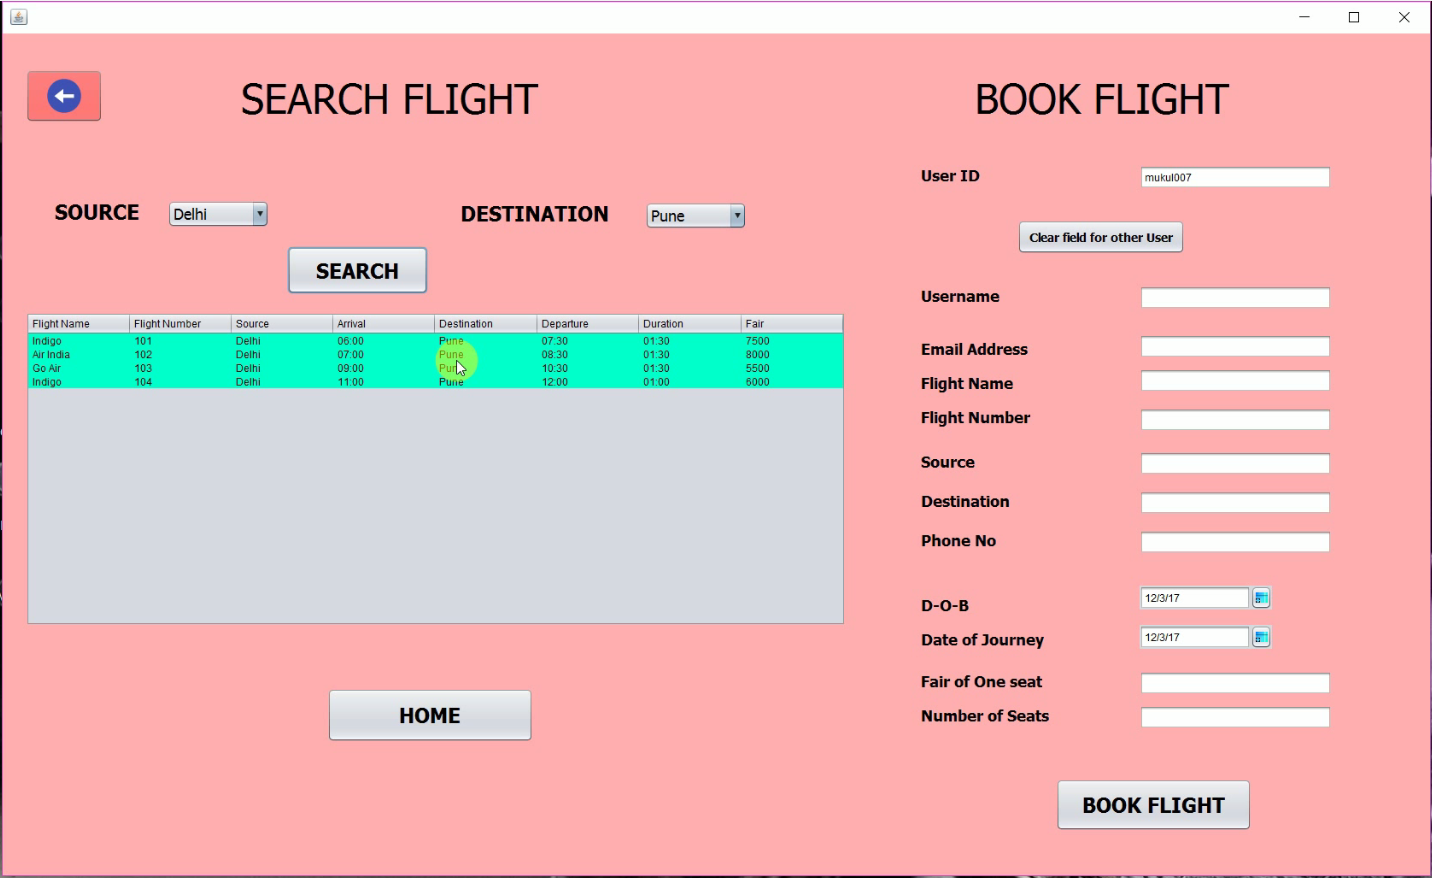 SEARCH FLIGHT
BOOK FLIGHT
SOURCE Delhi DESTINATION Pune
SEARCH
Flight Name Flight Number Source Arrival Destination Departure Duration Fair
Indigo 101 Delhi 06:00 Pune 07:30 01:30 7500
Air India 102 Delhi 07:00 Pune 08:30 01:30 8000
Go Air 103 Delhi 09:00 Pune 10:30 01:30 5500
Indigo 104 Delhi 11:00 Pune 12:00 01:00 6000
HOME
User ID mukul007
Clear field for other User
Username
Email Address
Flight Name
Flight Number
Source
Destination
Phone No
D-O-B 12/3/17
Date of Journey 12/3/17
Fair of One seat
Number of Seats
BOOK FLIGHT